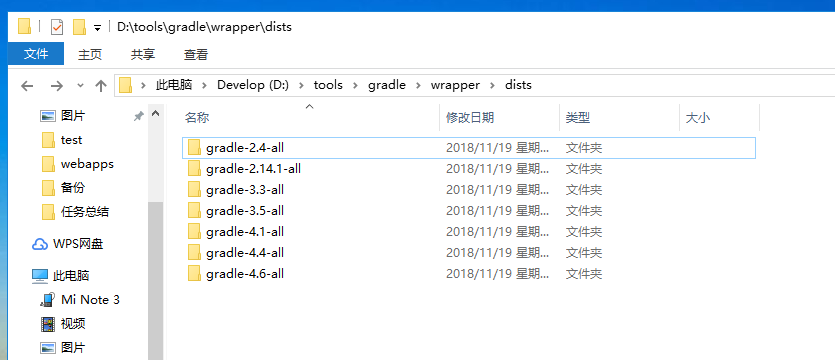 D:\tools\gradle\wrapper\dists
文件 主页 共享 查看
此电脑 Develop (D:) tools gradle wrapper dists
图片
test
webapps
备份
任务总结
WPS网盘
此电脑
Mi Note 3
视频
图片
名称 修改日期 类型 大小
gradle-2.4-all 2018/11/19 星期... 文件夹
gradle-2.14.1-all 2018/11/19 星期... 文件夹
gradle-3.3-all 2018/11/19 星期... 文件夹
gradle-3.5-all 2018/11/19 星期... 文件夹
gradle-4.1-all 2018/11/19 星期... 文件夹
gradle-4.4-all 2018/11/19 星期... 文件夹
gradle-4.6-all 2018/11/19 星期... 文件夹